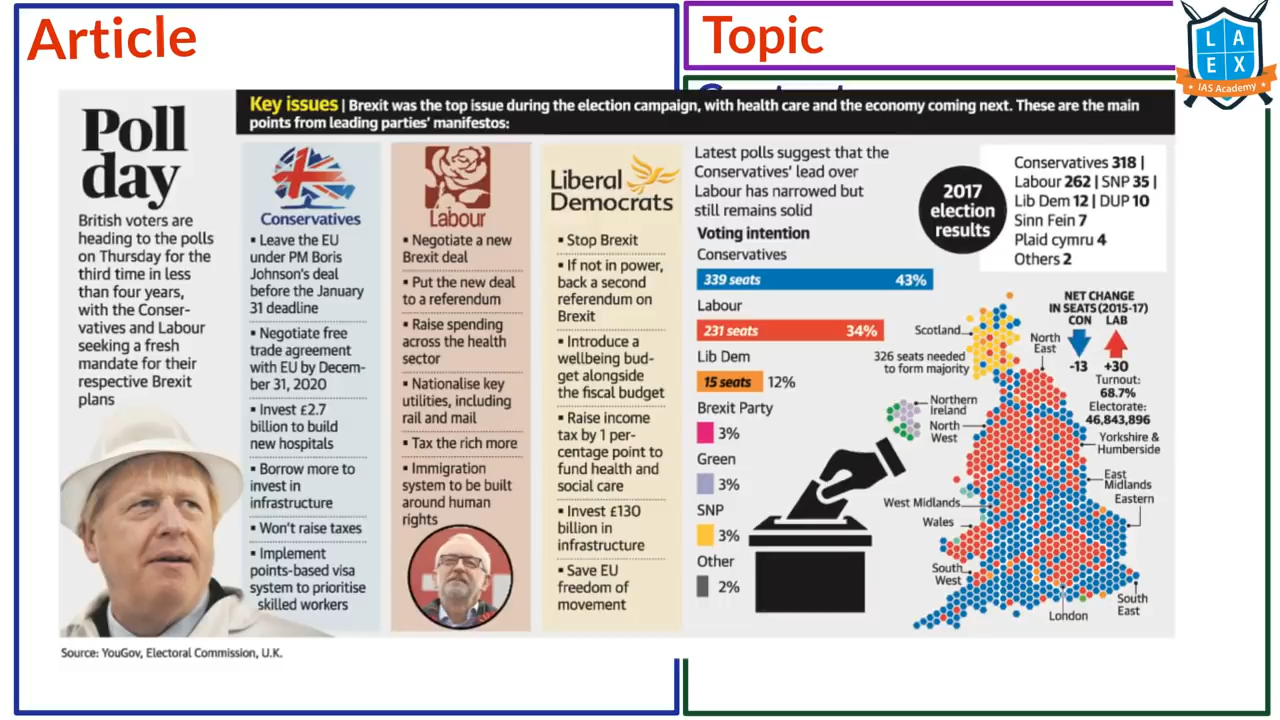 Article
Topic
L A
E X
IAS Academy
Poll
day
British voters are
heading to the polls
on Thursday for the
third time in less
than four years,
with the Conser-
vatives and Labour
seeking a fresh
mandate for their
respective Brexit
plans
Key issues | Brexit was the top issue during the election campaign, with health care and the economy coming next. These are the main
points from leading parties' manifestos:
Conservatives
▪ Leave the EU
under PM Boris
Johnson's deal
before the January
31 deadline
▪ Negotiate free
trade agreement
with EU by Decem-
ber 31, 2020
▪ Invest £2.7
billion to build
new hospitals
▪ Borrow more to
invest in
infrastructure
▪ Won't raise taxes
▪ Implement
points-based visa
system to prioritise
skilled workers
Labour
▪ Negotiate a new
Brexit deal
▪ Put the new deal
to a referendum
▪ Raise spending
across the health
sector
▪ Nationalise key
utilities, including
rail and mail
▪ Tax the rich more
▪ Immigration
system to be built
around human
rights
Liberal
Democrats
▪ Stop Brexit
▪ If not in power,
back a second
referendum on
Brexit
▪ Introduce a
wellbeing bud-
get alongside
the fiscal budget
▪ Raise income
tax by 1 per-
centage point to
fund health and
social care
▪ Invest £130
billion in
infrastructure
▪ Save EU
freedom of
movement
Latest polls suggest that the
Conservatives' lead over
Labour has narrowed but
still remains solid
Voting intention
Conservatives
339 seats 43%
Labour
231 seats 34%
Lib Dem
15 seats 12%
Brexit Party
3%
Green
3%
SNP
3%
Other
2%
2017
election
results
Conservatives 318 |
Labour 262 | SNP 35 |
Lib Dem 12 | DUP 10
Sinn Fein 7
Plaid cymru 4
Others 2
NET CHANGE
IN SEATS (2015-17)
CON LAB
-13 +30
Turnout:
68.7%
Electorate:
46,843,896
326 seats needed
to form majority
Scotland
North
East
Northern
Ireland
North
West
Yorkshire &
Humberside
East
Midlands
Eastern
West Midlands
Wales
South
West
South
East
London
Source: YouGov, Electoral Commission, U.K.